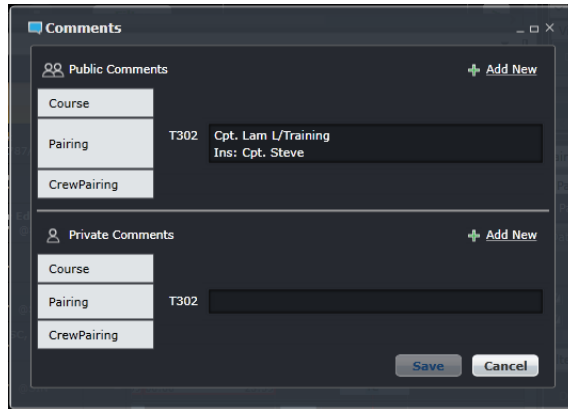 Comments
Public Comments
Add New
Course
Pairing
T302
Cpt. Lam L/Training
Ins: Cpt. Steve
CrewPairing
Private Comments
Add New
Course
Pairing
T302
CrewPairing
Save
Cancel